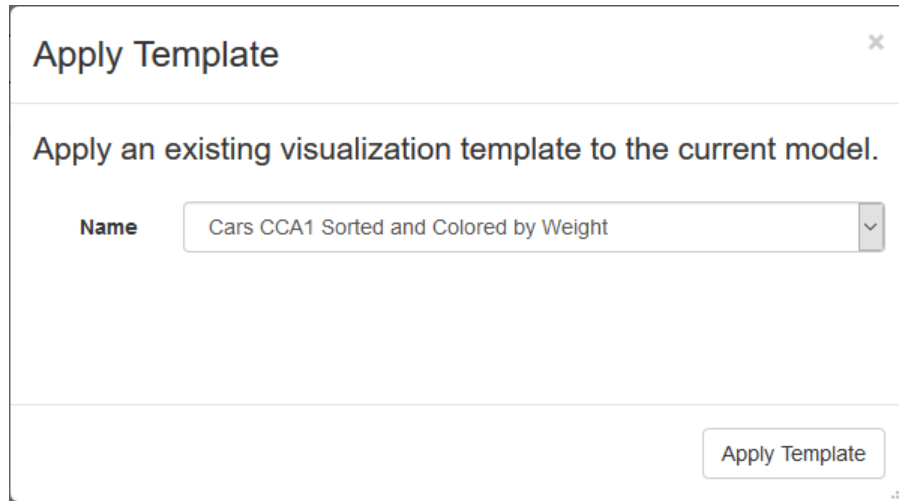 Apply Template
×
Apply an existing visualization template to the current model.
Name
Cars CCA1 Sorted and Colored by Weight
Apply Template